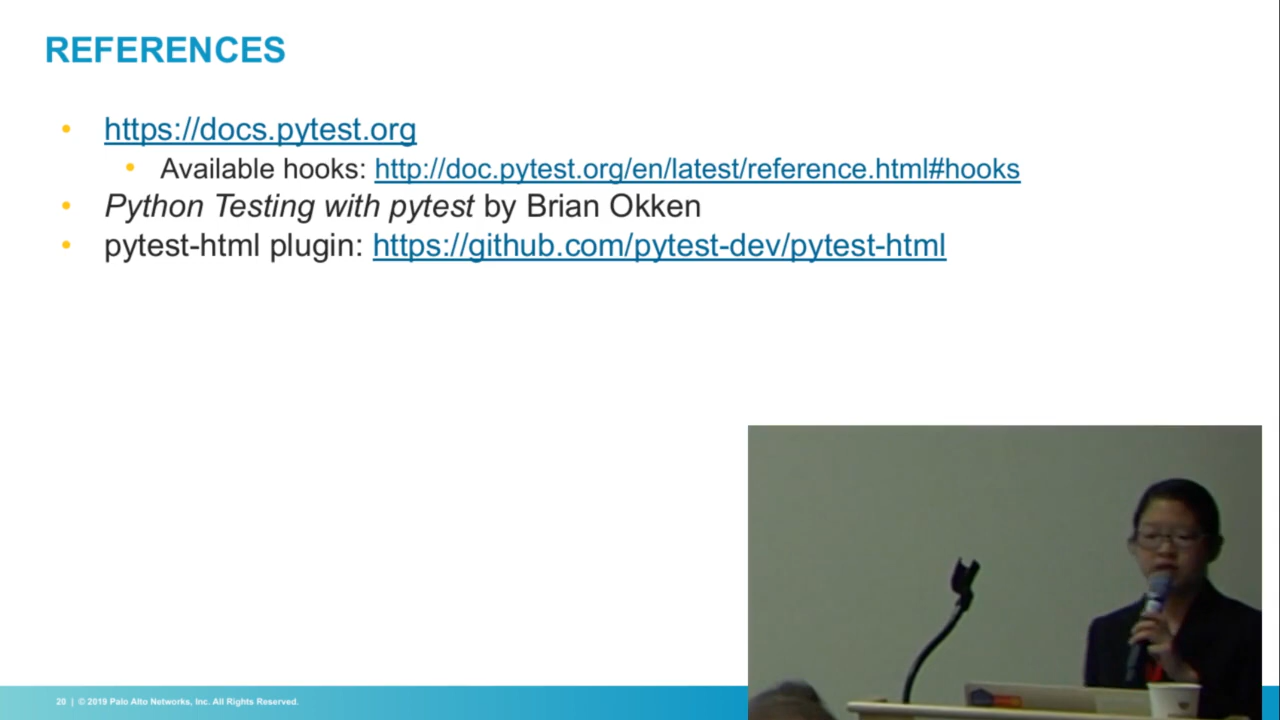 REFERENCES
• https://docs.pytest.org
• Available hooks: http://doc.pytest.org/en/latest/reference.html#hooks
• Python Testing with pytest by Brian Okken
• pytest-html plugin: https://github.com/pytest-dev/pytest-html
20 | © 2019 Palo Alto Networks, Inc. All Rights Reserved.